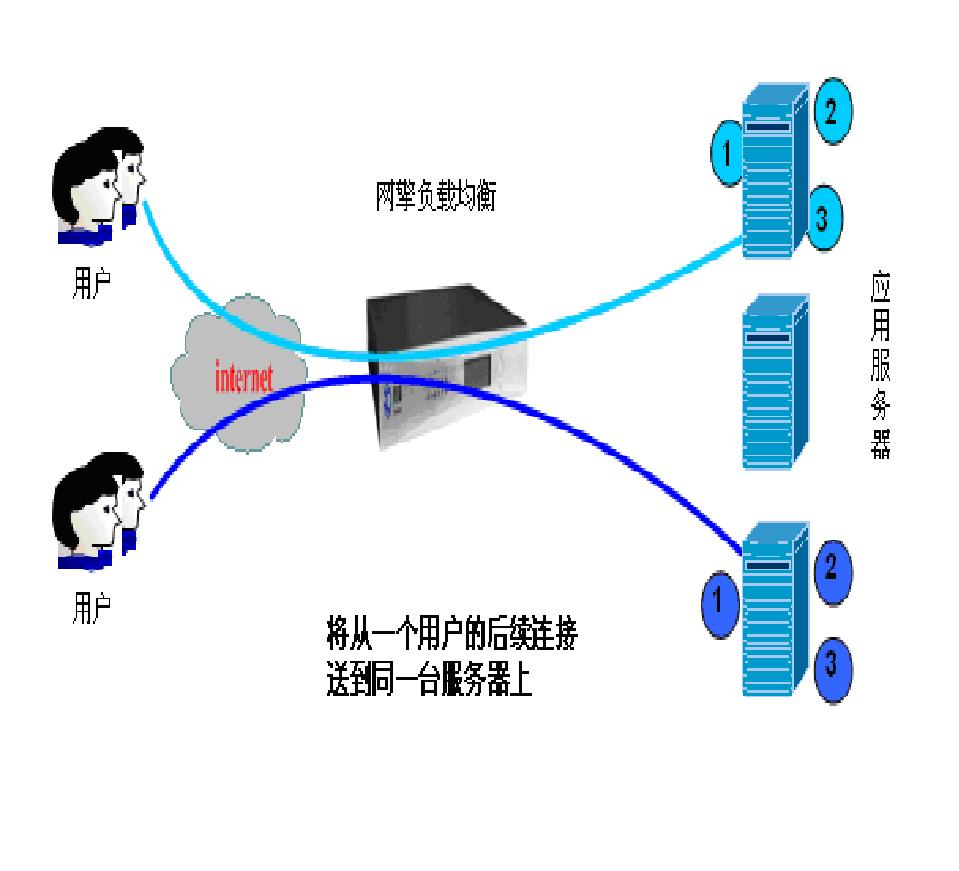 网擎负载均衡
1
2
3
用户
internet
应用服务器
用户
1
2
3
将从一个用户的后续连接
送到同一台服务器上